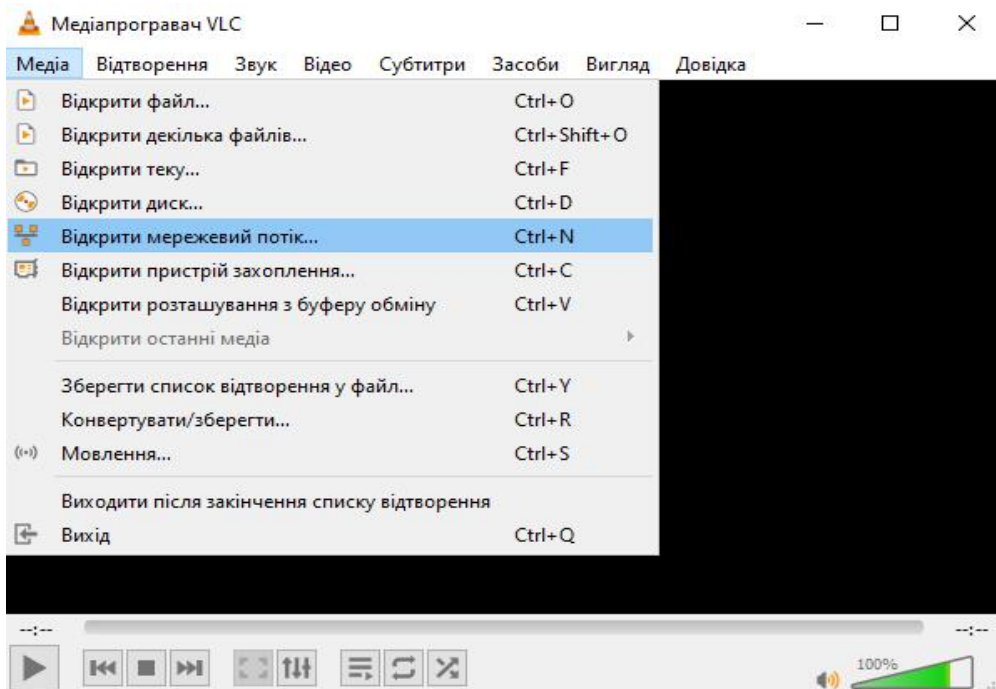 Медіапрогравач VLC
Медіа Відтворення Звук Відео Субтитри Засоби Вигляд Довідка
Відкрити файл... Ctrl+O
Відкрити декілька файлів... Ctrl+Shift+O
Відкрити теку... Ctrl+F
Відкрити диск... Ctrl+D
Відкрити мережевий потік... Ctrl+N
Відкрити пристрій захоплення... Ctrl+C
Відкрити розташування з буферу обміну Ctrl+V
Відкрити останні медіа
Зберегти список відтворення у файл... Ctrl+Y
Конвертувати/зберегти... Ctrl+R
Мовлення... Ctrl+S
Виходити після закінчення списку відтворення
Вихід Ctrl+Q
--:-- --:--
100%